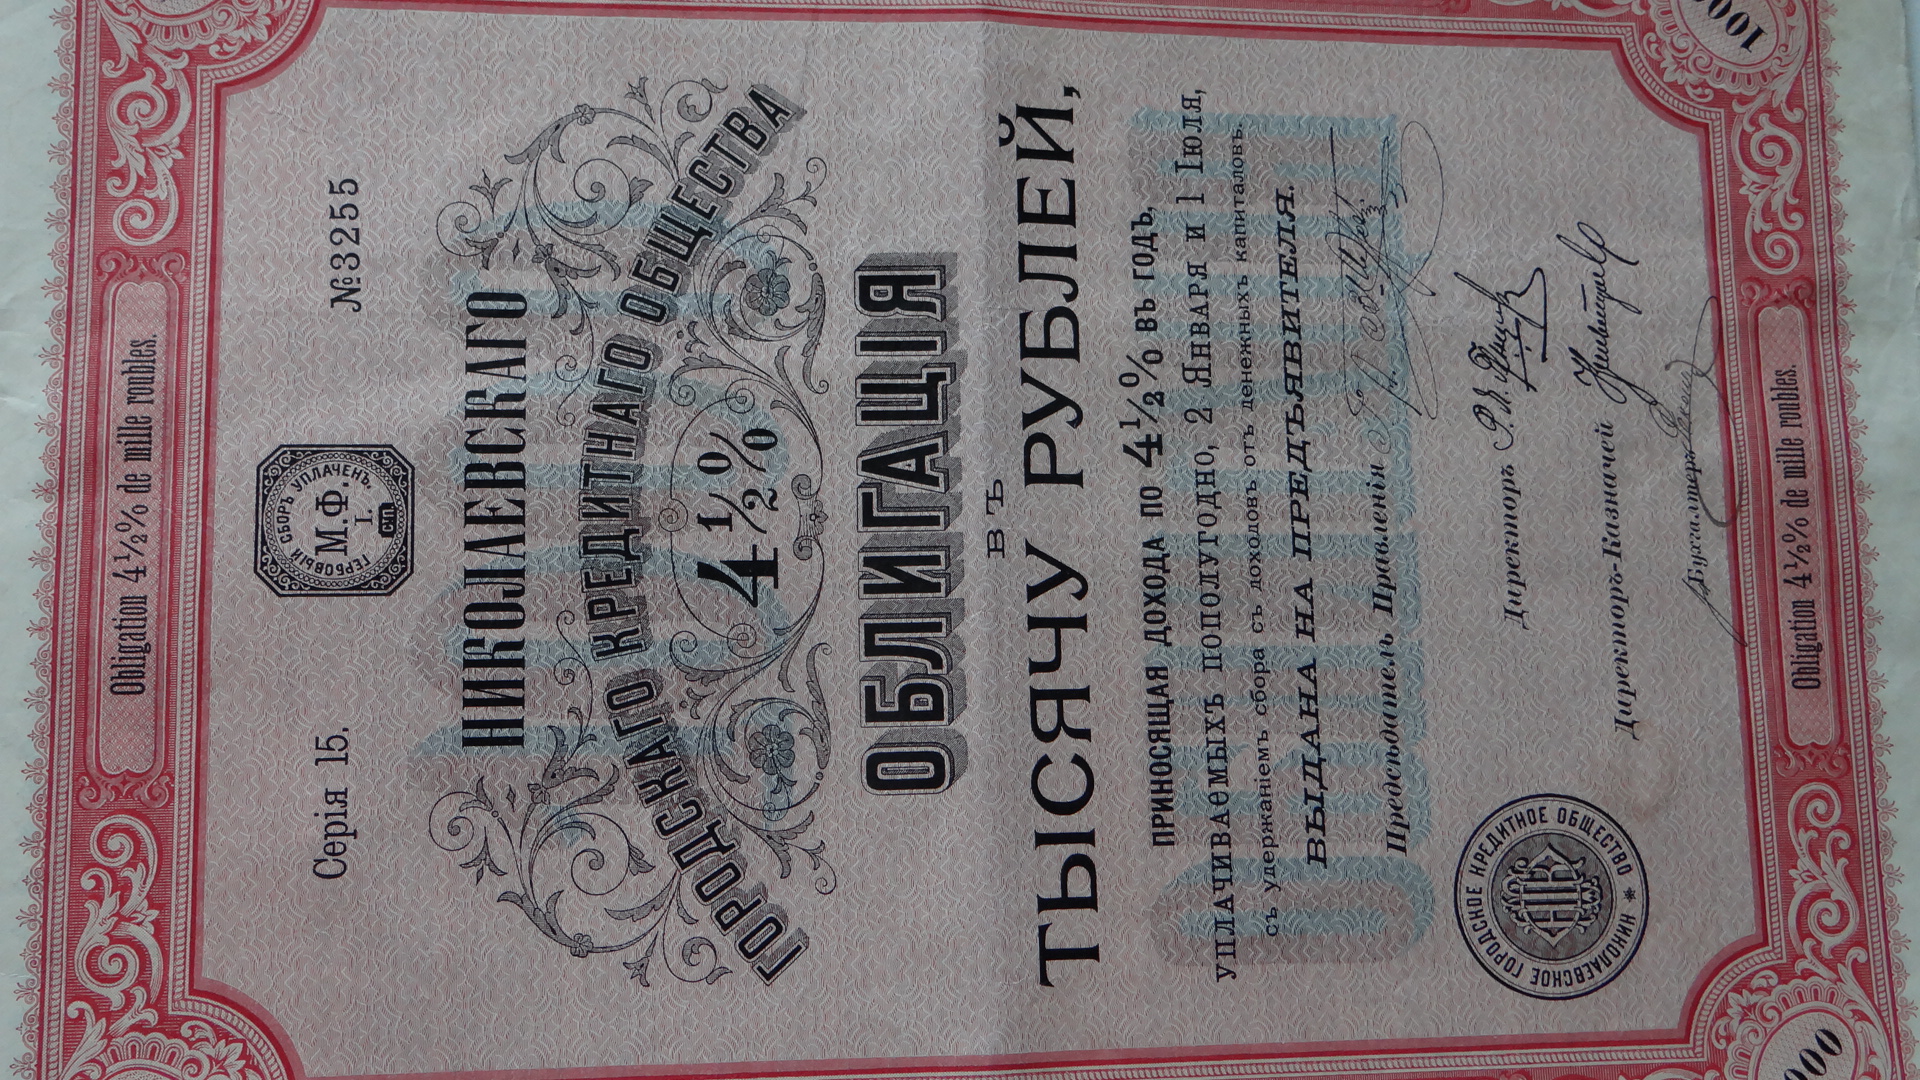 1000
Obligation 4½% de mille roubles.
Серія 15.
№3255
ГЕРБОВЫЙ СБОРЪ УПЛАЧЕНЪ.
М.Ф.
I.
С.П.
НИКОЛАЕВСКАГО
ГОРОДСКАГО КРЕДИТНАГО ОБЩЕСТВА
4½%
ОБЛИГАЦІЯ
ВЪ
ТЫСЯЧУ РУБЛЕЙ,
ПРИНОСЯЩАЯ ДОХОДА ПО 4½% ВЪ ГОДЪ,
УПЛАЧИВАЕМЫХЪ ПОПОЛУГОДНО, 2 ЯНВАРЯ И 1 ІЮЛЯ,
съ удержаніемъ сбора съ доходовъ отъ денежныхъ капиталовъ.
ВЫДАНА НА ПРЕДЪЯВИТЕЛЯ.
Предсѣдатель Правленія
Директоръ
Директоръ-Казначей
Бухгалтеръ
НИКОЛАЕВСКОЕ ГОРОДСКОЕ КРЕДИТНОЕ ОБЩЕСТВО
Obligation 4½% de mille roubles.